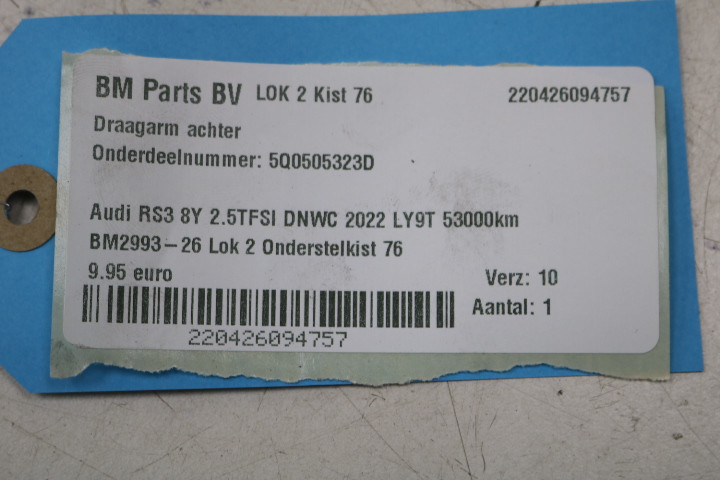 BM Parts BV LOK 2 Kist 76 220426094757
Draagarm achter
Onderdeelnummer: 5Q0505323D
Audi RS3 8Y 2.5TFSI DNWC 2022 LY9T 53000km
BM2993-26 Lok 2 Onderstelkist 76
9.95 euro Verz: 10
Aantal: 1
220426094757